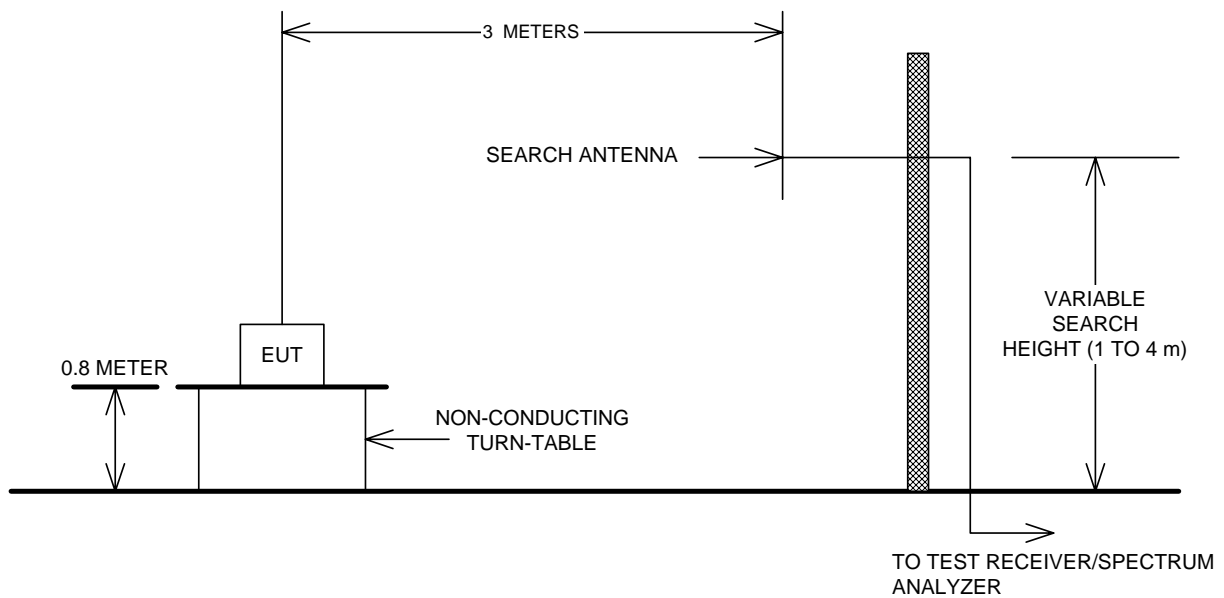 3 METERS
SEARCH ANTENNA
VARIABLE
SEARCH
HEIGHT (1 TO 4 m)
EUT
0.8 METER
NON-CONDUCTING
TURN-TABLE
TO TEST RECEIVER/SPECTRUM
ANALYZER